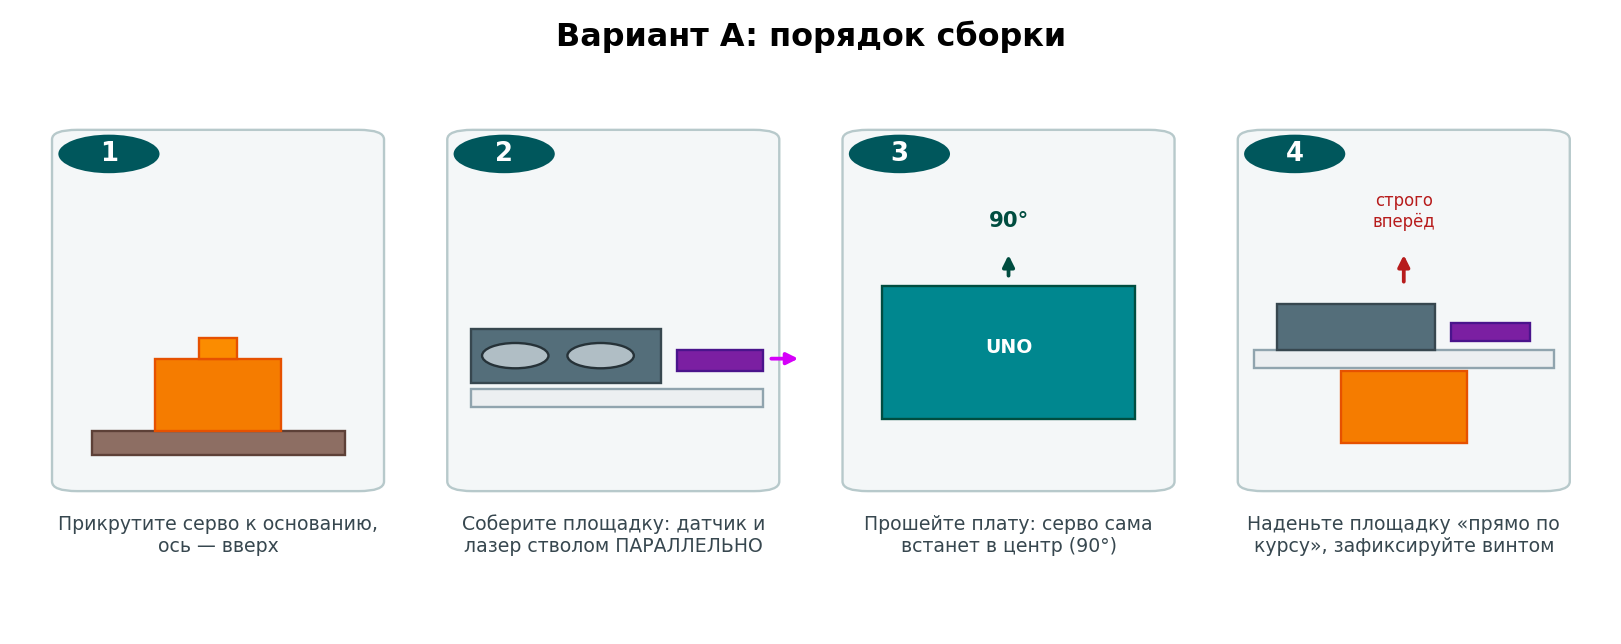 Вариант А: порядок сборки
1
2
3
4
90°
строго
вперёд
UNO
Прикрутите серво к основанию,
ось — вверх
Соберите площадку: датчик и
лазер стволом ПАРАЛЛЕЛЬНО
Прошейте плату: серво сама
встанет в центр (90°)
Наденьте площадку «прямо по
курсу», зафиксируйте винтом